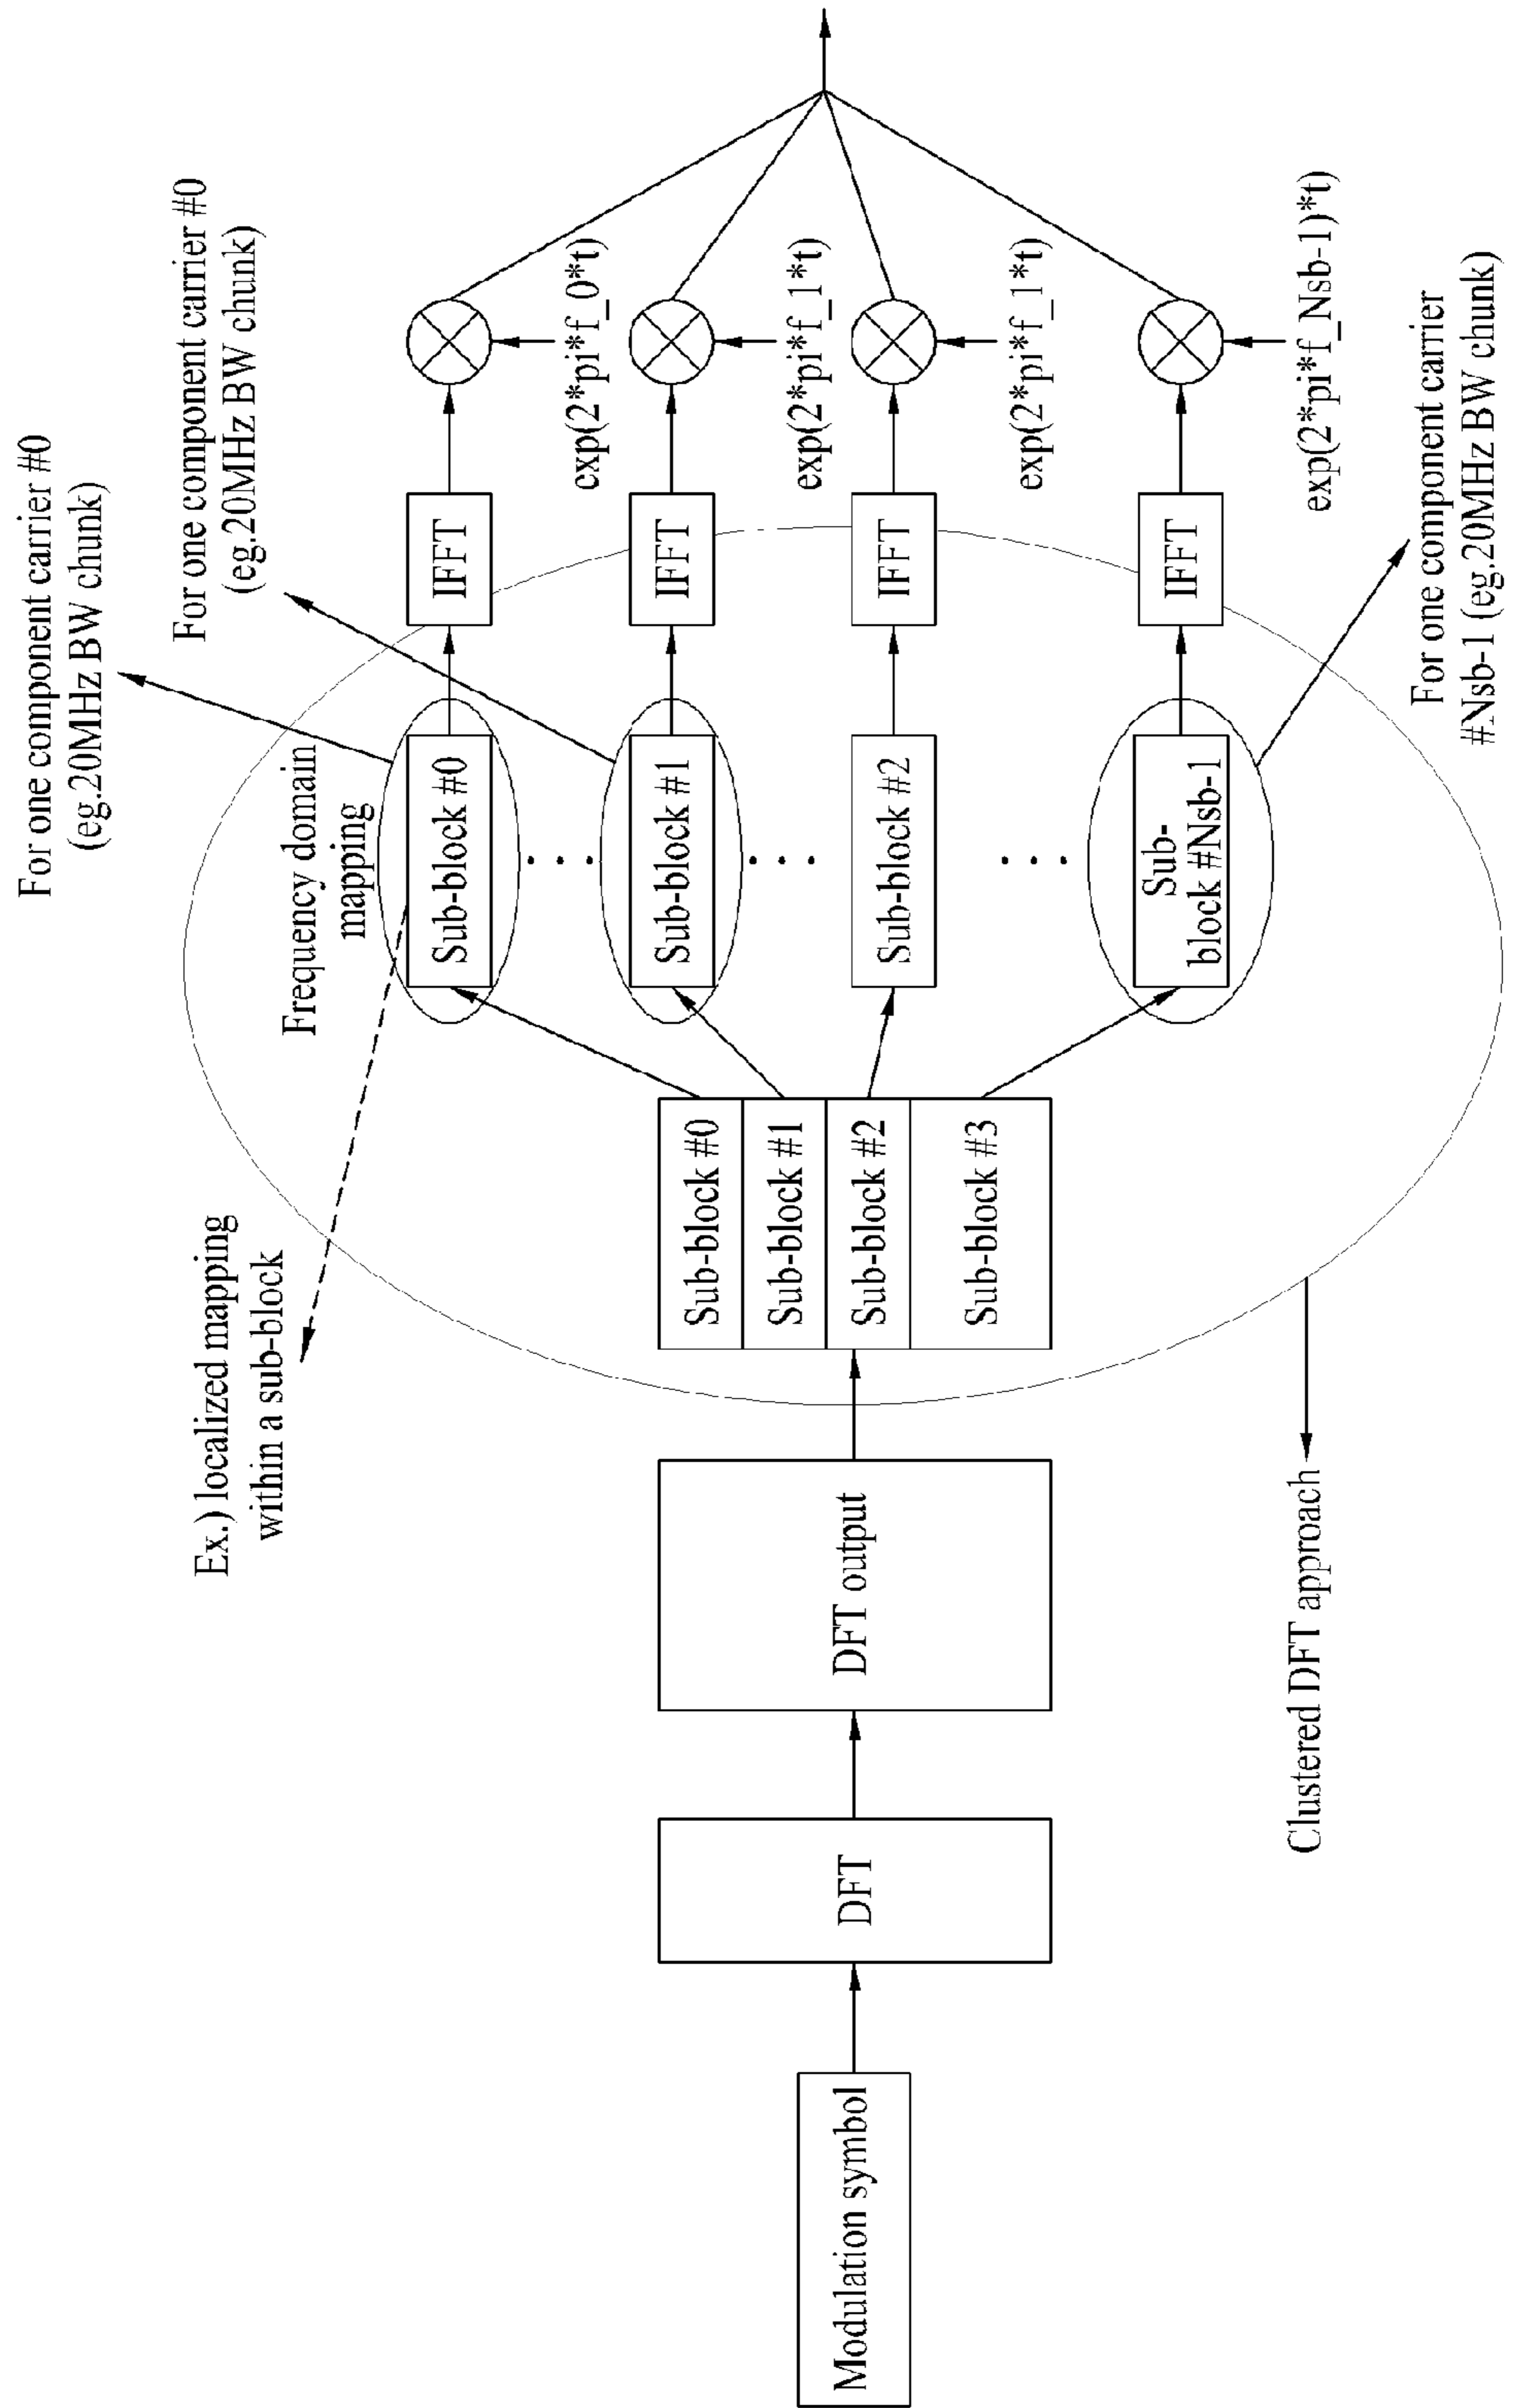 Modulation symbol
DFT
DFT output
Sub-block #0
Sub-block #1
Sub-block #2
Sub-block #3
Ex.) localized mapping
within a sub-block
Clustered DFT approach
Frequency domain
mapping
Sub-block #0
Sub-block #1
Sub-block #2
Sub-
block #Nsb-1
For one component carrier #0
(eg.20MHz BW chunk)
For one component carrier #0
(eg.20MHz BW chunk)
For one component carrier
#Nsb-1 (eg.20MHz BW chunk)
IFFT
IFFT
IFFT
IFFT
exp(2*pi*f_0*t)
exp(2*pi*f_1*t)
exp(2*pi*f_1*t)
exp(2*pi*f_Nsb-1)*t)